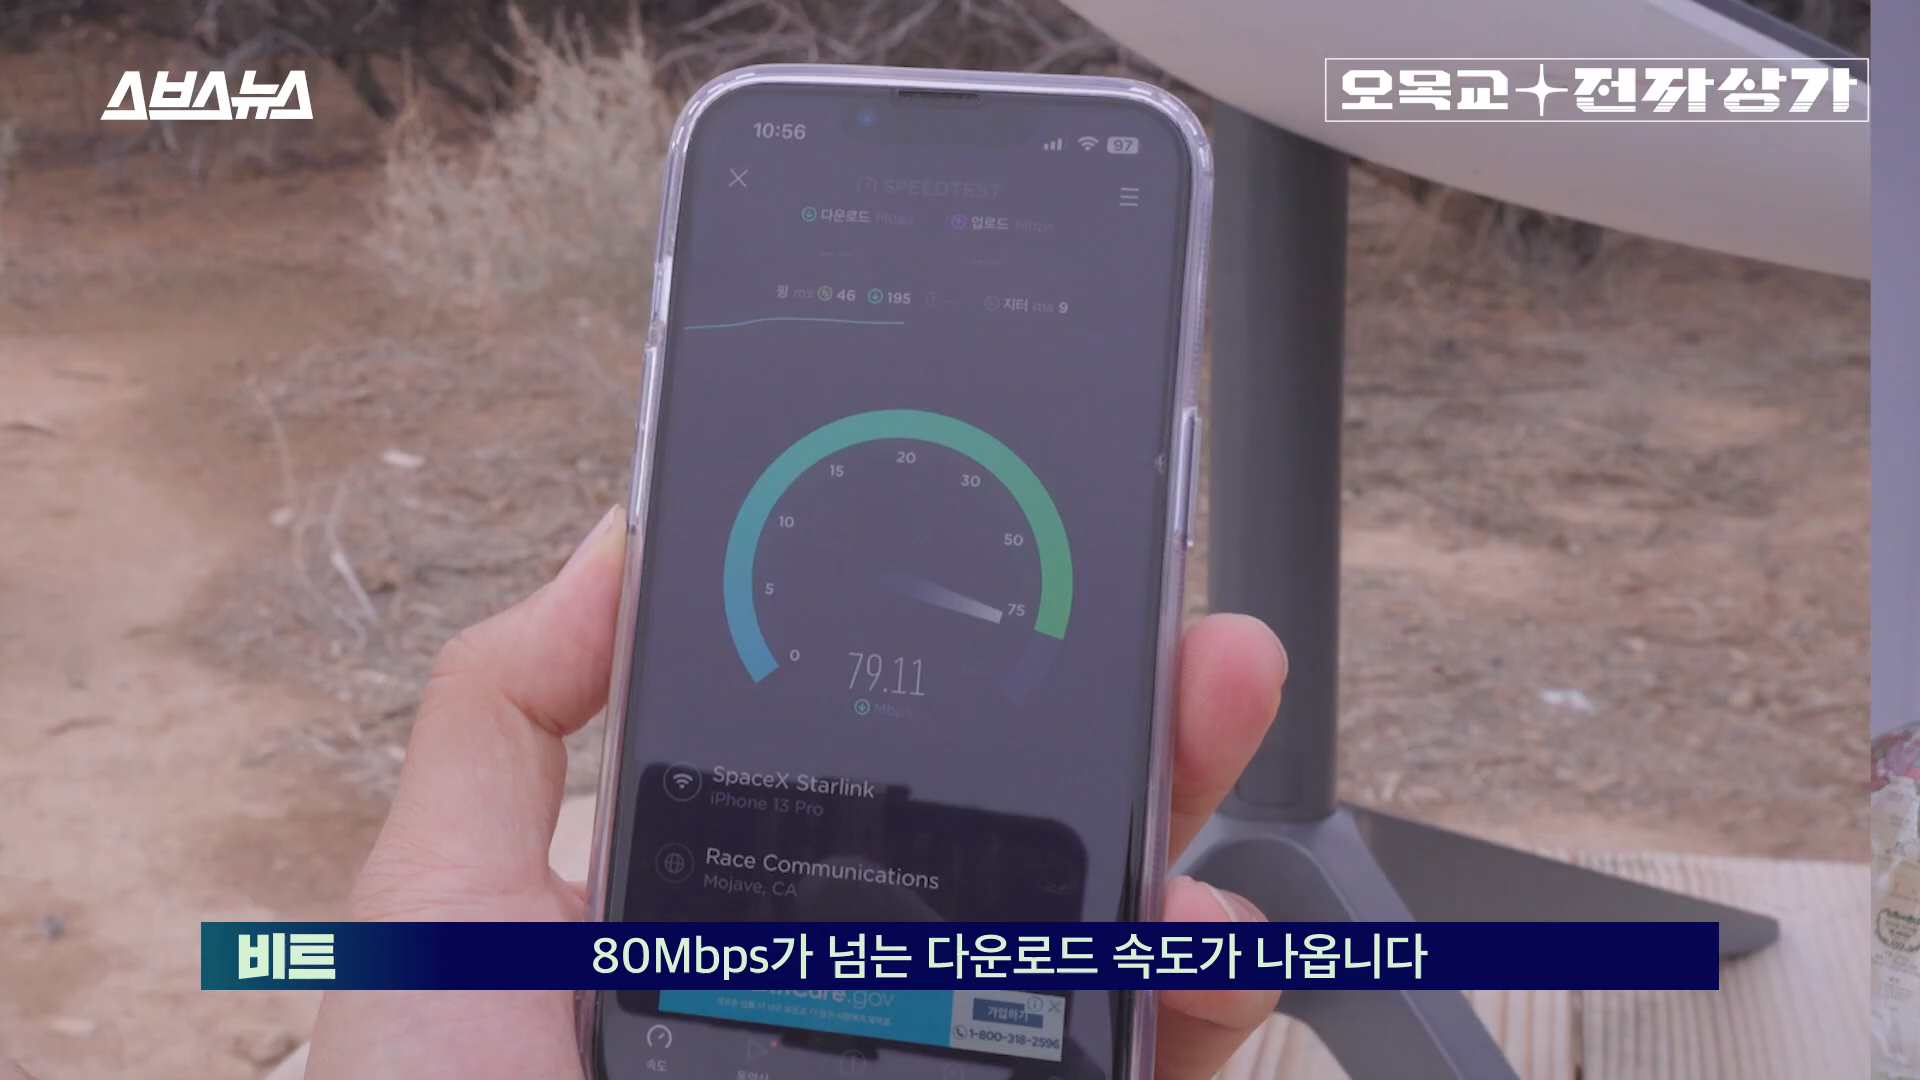 스브스뉴스
오목교 전자상가
10:56
97
SPEEDTEST
다운로드 Mbps 업로드 Mbps
핑 ms 46 195 지터 ms 9
0
5
10
15
20
30
50
75
79.11
Mbps
SpaceX Starlink
iPhone 13 Pro
Race Communications
Mojave, CA
비트 80Mbps가 넘는 다운로드 속도가 나옵니다
가입하기
1-800-318-2596
속도